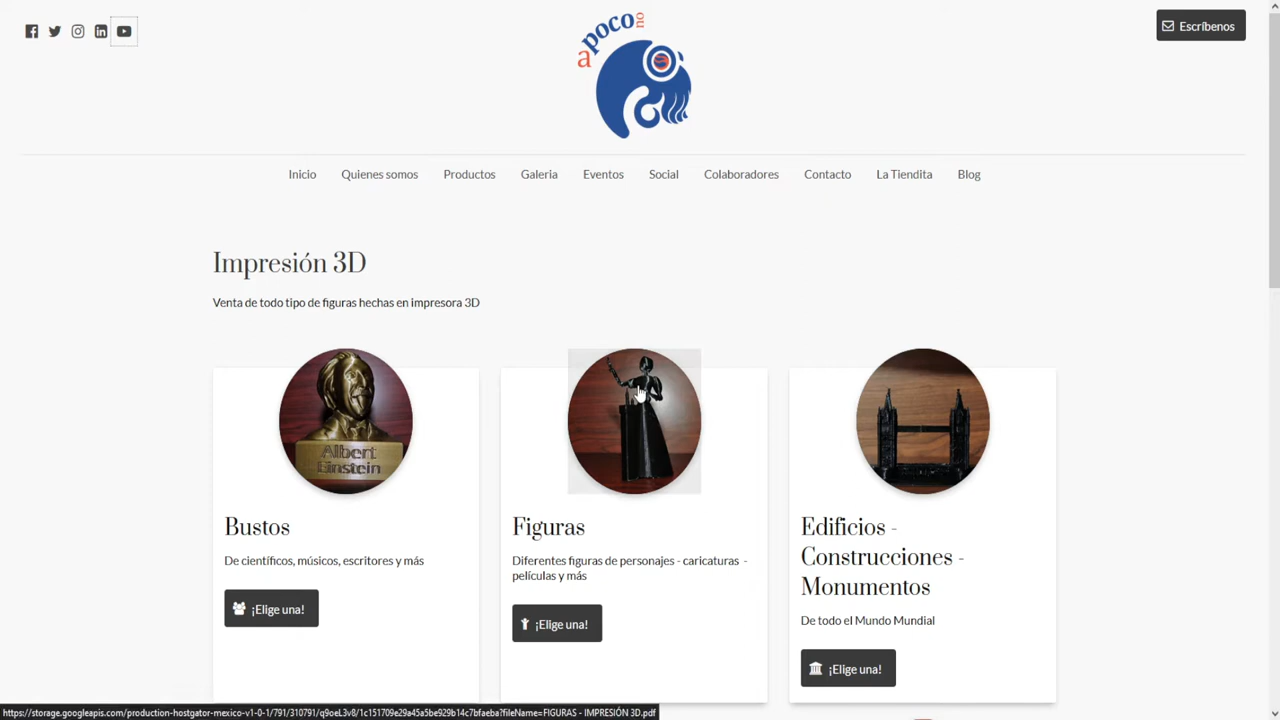 a poco no
Escríbenos
Inicio Quienes somos Productos Galeria Eventos Social Colaboradores Contacto La Tiendita Blog
Impresión 3D
Venta de todo tipo de figuras hechas en impresora 3D
Albert
Einstein
Bustos
De científicos, músicos, escritores y más
¡Elige una!
Figuras
Diferentes figuras de personajes - caricaturas -
películas y más
¡Elige una!
Edificios -
Construcciones -
Monumentos
De todo el Mundo Mundial
¡Elige una!
https://storage.googleapis.com/production-hostgator-mexico-v1-0-1/791/310791/q9oeL3v8/1c151709e29a45a5be929b14c7bfaeba?fileName=FIGURAS - IMPRESIÓN 3D.pdf